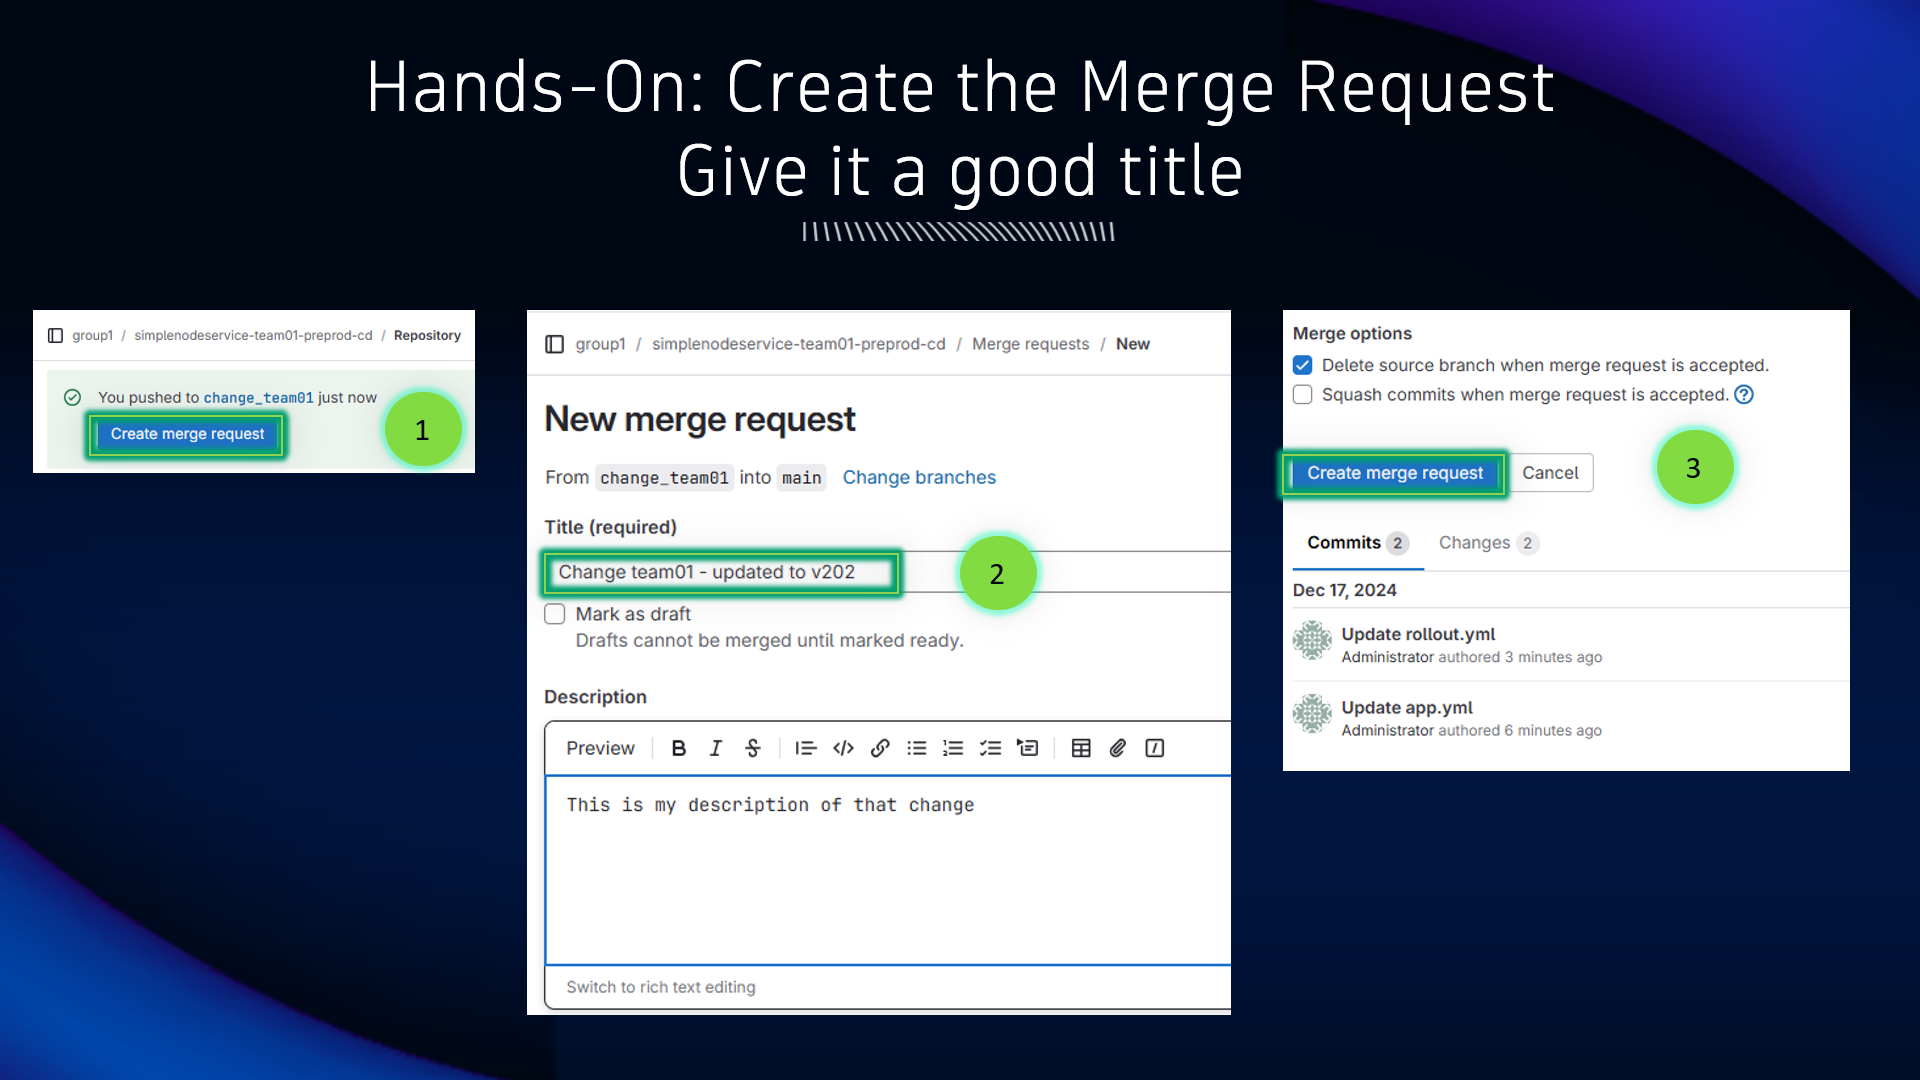 Hands-On: Create the Merge Request
Give it a good title
group1 / simplenodeservice-team01-preprod-cd / Repository
You pushed to change_team01 just now
Create merge request
1
group1 / simplenodeservice-team01-preprod-cd / Merge requests / New
New merge request
From change_team01 into main Change branches
Title (required)
Change team01 - updated to v202
2
Mark as draft
Drafts cannot be merged until marked ready.
Description
Preview
This is my description of that change
Switch to rich text editing
Merge options
Delete source branch when merge request is accepted.
Squash commits when merge request is accepted.
Create merge request Cancel
3
Commits 2 Changes 2
Dec 17, 2024
Update rollout.yml
Administrator authored 3 minutes ago
Update app.yml
Administrator authored 6 minutes ago